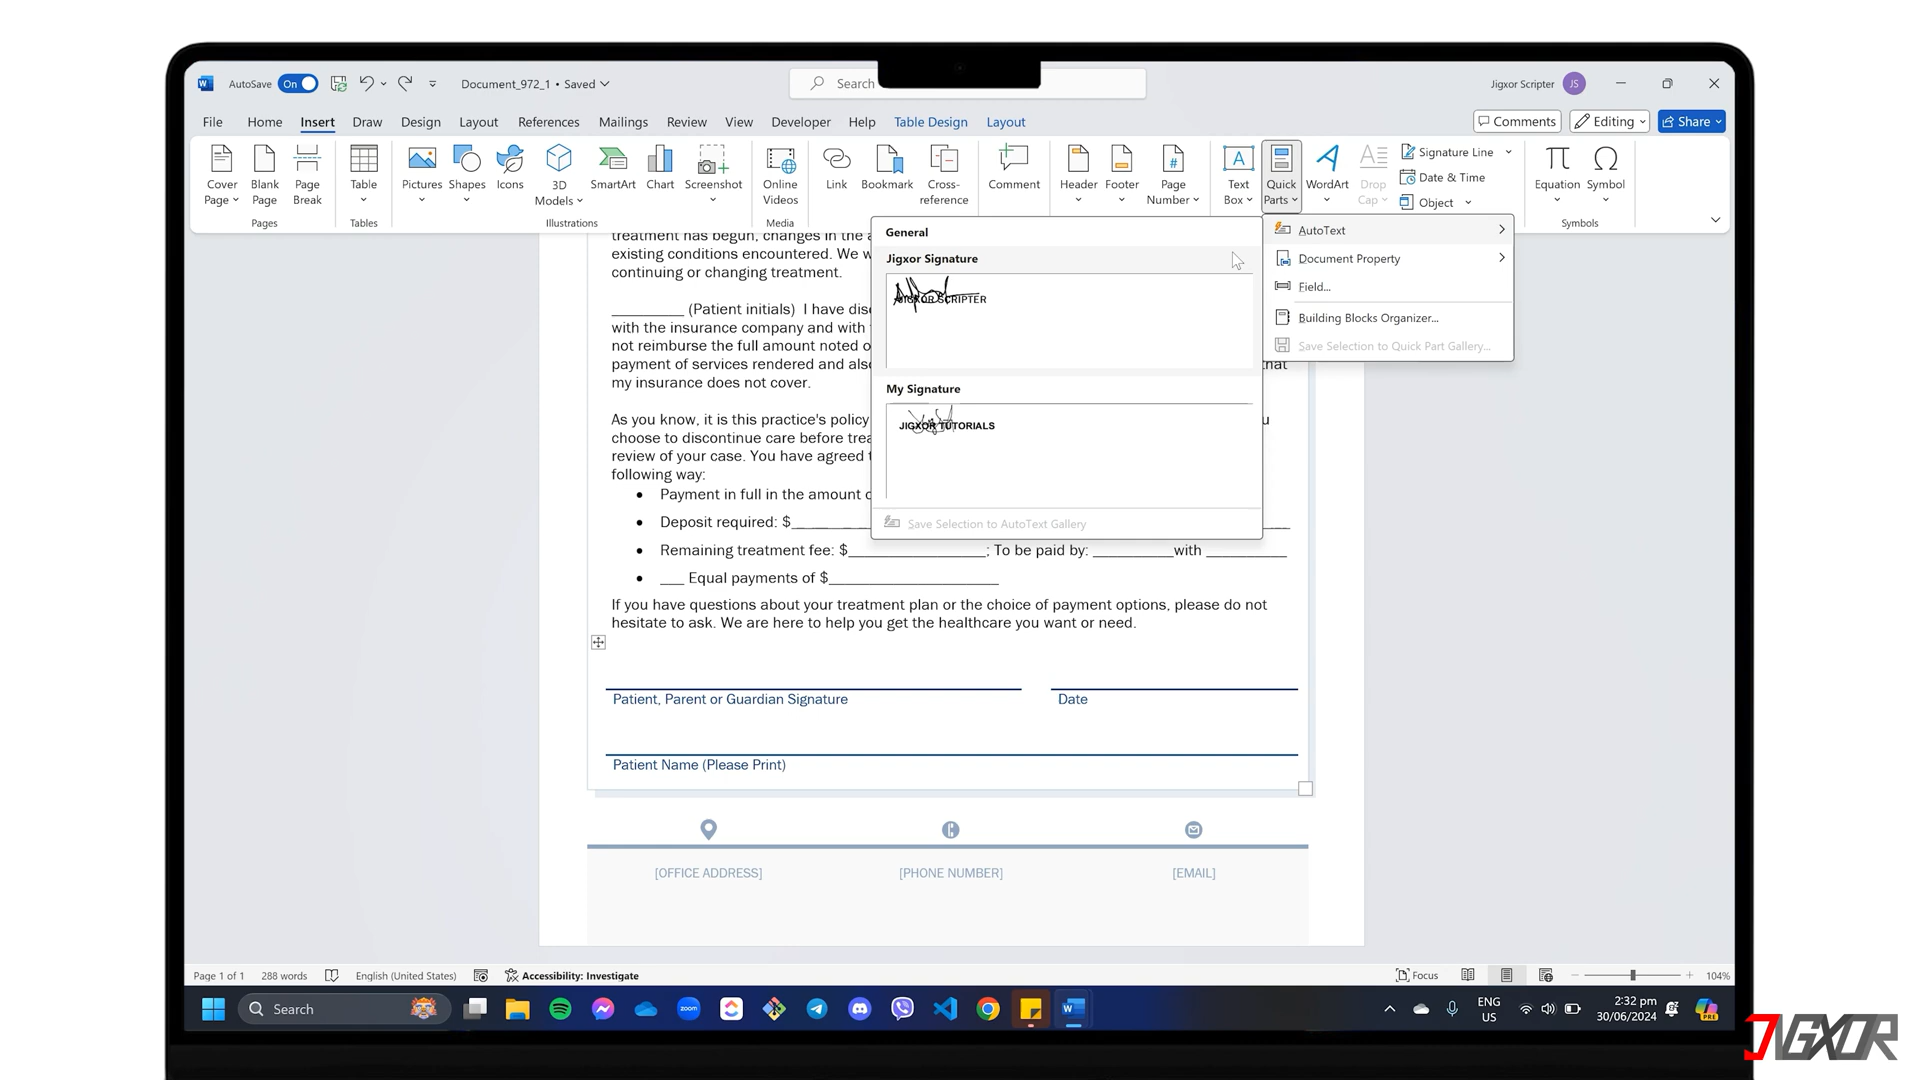 AutoSave On Document_972_1 • Saved Search Jigxor Scripter JS
File Home Insert Draw Design Layout References Mailings Review View Developer Help Table Design Layout Comments Editing Share
Cover Page
Blank Page
Page Break
Table
Pictures
Shapes
Icons
3D Models
SmartArt
Chart
Screenshot
Online Videos
Link
Bookmark
Cross-reference
Comment
Header
Footer
Page Number
Text Box
Quick Parts
WordArt
Drop Cap
Signature Line
Date & Time
Object
Equation
Symbol
Pages Tables Illustrations Media Symbols
General
Jigxor Signature
JIGXOR SCRIPTER
My Signature
JIGXOR TUTORIALS
Save Selection to AutoText Gallery
AutoText
Document Property
Field...
Building Blocks Organizer...
Save Selection to Quick Part Gallery...
treatment has begun, changes in the
existing conditions encountered. We
continuing or changing treatment.
_________ (Patient initials) I have
with the insurance company and with
not reimburse the full amount noted
payment of services rendered and that
my insurance does not cover.
As you know, it is this practice's policy
choose to discontinue care before
review of your case. You have agreed
following way:
• Payment in full in the amount
• Deposit required: $__________
• Remaining treatment fee: $_________________; To be paid by: __________with __________
• ___ Equal payments of $_____________________
If you have questions about your treatment plan or the choice of payment options, please do not
hesitate to ask. We are here to help you get the healthcare you want or need.
Patient, Parent or Guardian Signature Date
Patient Name (Please Print)
[OFFICE ADDRESS] [PHONE NUMBER] [EMAIL]
Page 1 of 1 288 words English (United States) Accessibility: Investigate Focus 104%
Search zoom ENG US 2:32 pm 30/06/2024 PRE
JIGXOR